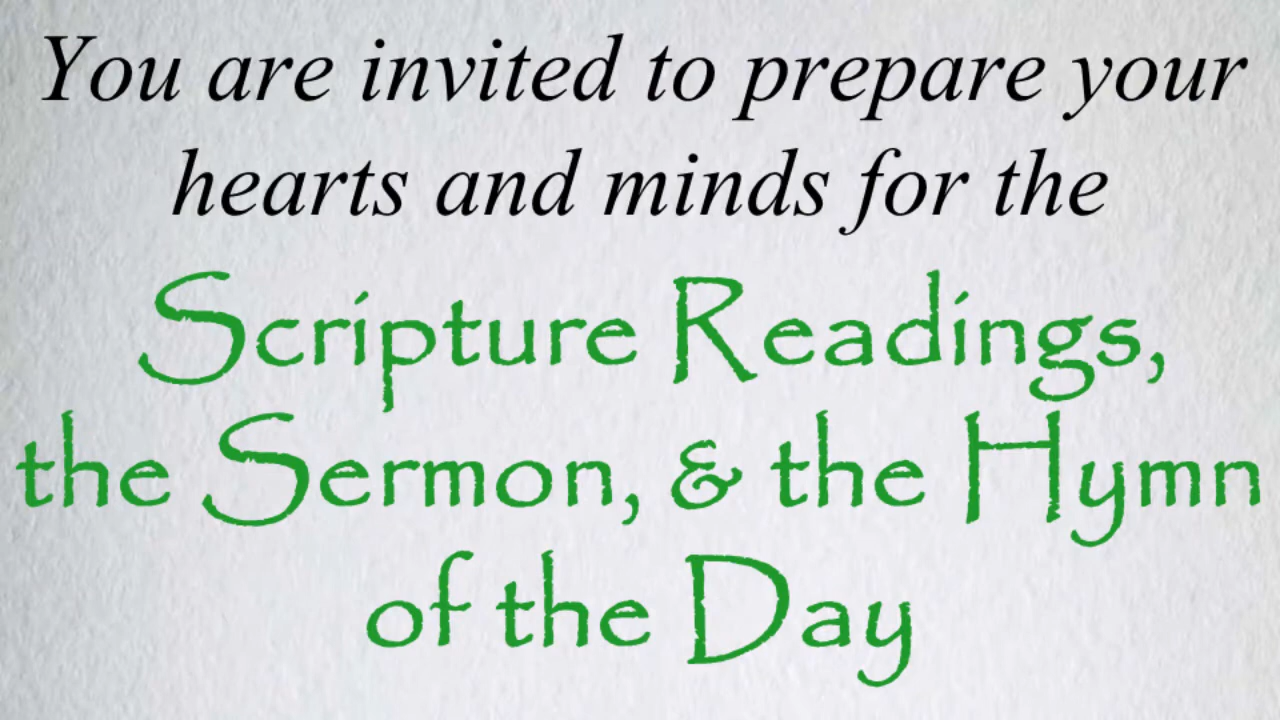 You are invited to prepare your
hearts and minds for the
Scripture Readings,
the Sermon, & the Hymn
of the Day